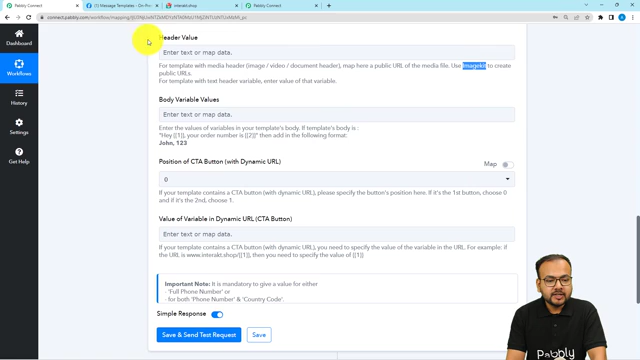 Pabbly Connect
(1) Message Templates - On Pre
interakt.shop
Pabbly Connect
Dashboard
Workflows
History
Settings
Get Help
Header Value
Enter text or map data.
For template with media header (image / video / document header), map here a public URL of the media file. Use Imagekit to create
public URLs.
For template with text header variable, enter value of that variable.
Body Variable Values
Enter text or map data.
Enter the values of variables in your template's body. If template's body is :
"Hey {{1}}, your order number is {{2}}" then add in the following format:
John, 123
Position of CTA Button (with Dynamic URL)
Map
0
If your template contains a CTA button (with dynamic URL), please specify the button's position here. If it's the 1st button, choose 0
and if it's the 2nd, choose 1.
Value of Variable in Dynamic URL (CTA Button)
Enter text or map data.
If your template contains a CTA button (with dynamic URL), you need to specify the value of the variable in the URL. For example: if
the URL is www.interakt.shop/{{1}}, then you need to specify the value of {{1}}
Important Note: It is mandatory to give a value for either
- 'Full Phone Number' or
- for both 'Phone Number' & 'Country Code'.
Simple Response :
Save & Send Test Request
Save
Pabbly